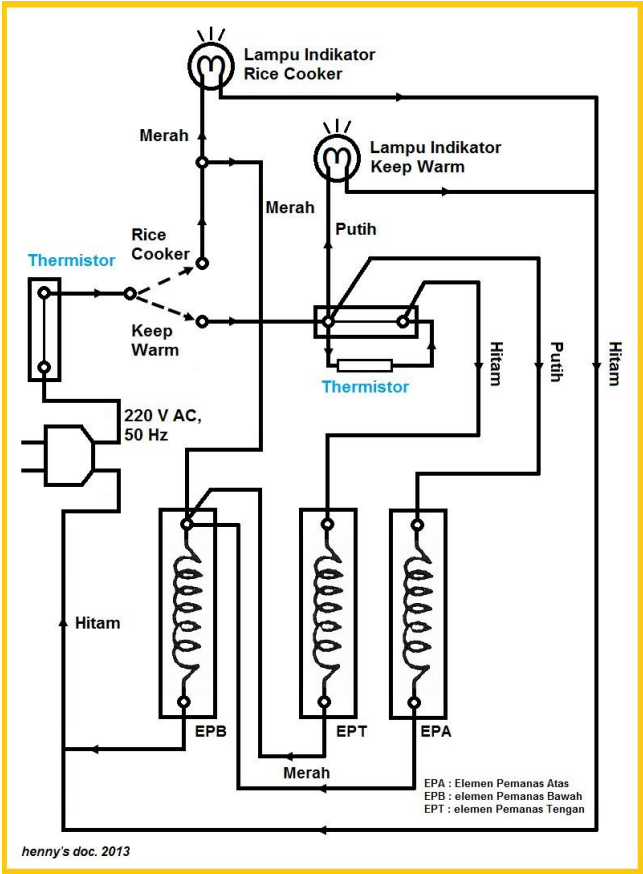 Lampu Indikator
Rice Cooker
Merah
Lampu Indikator
Keep Warm
Merah
Putih
Rice
Cooker
Thermistor
Keep
Warm
Thermistor
Hitam
Putih
Hitam
220 V AC,
50 Hz
Hitam
EPB
EPT
EPA
Merah
EPA : Elemen Pemanas Atas
EPB : elemen Pemanas Bawah
EPT : elemen Pemanas Tengan
henny's doc. 2013